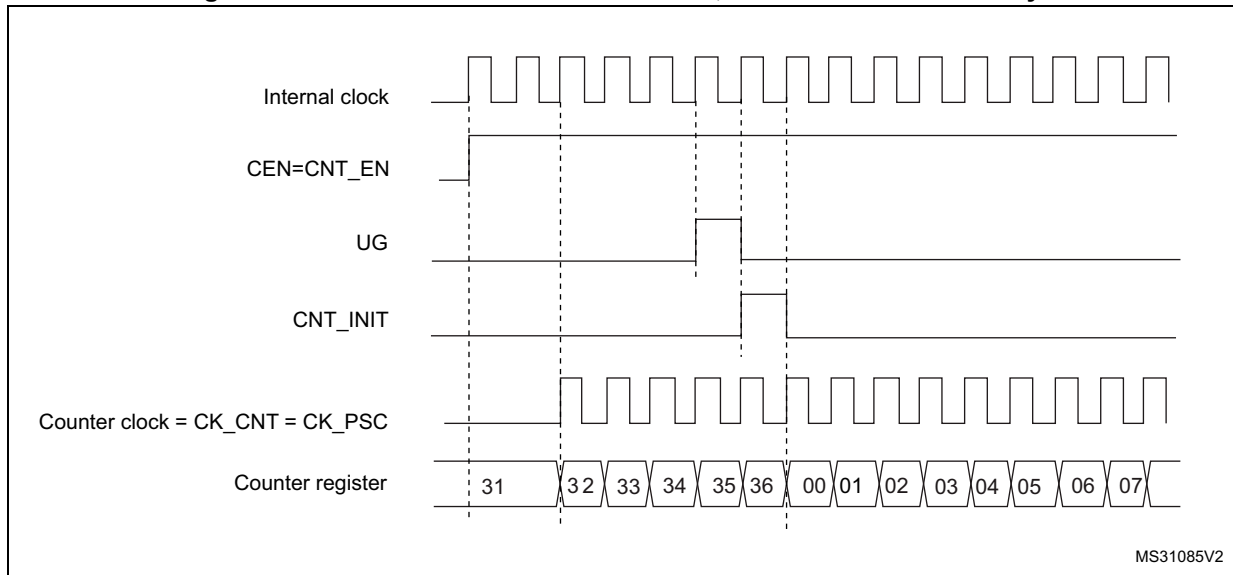 Internal clock
CEN=CNT_EN
UG
CNT_INIT
Counter clock = CK_CNT = CK_PSC
Counter register 31 32 33 34 35 36 00 01 02 03 04 05 06 07
MS31085V2